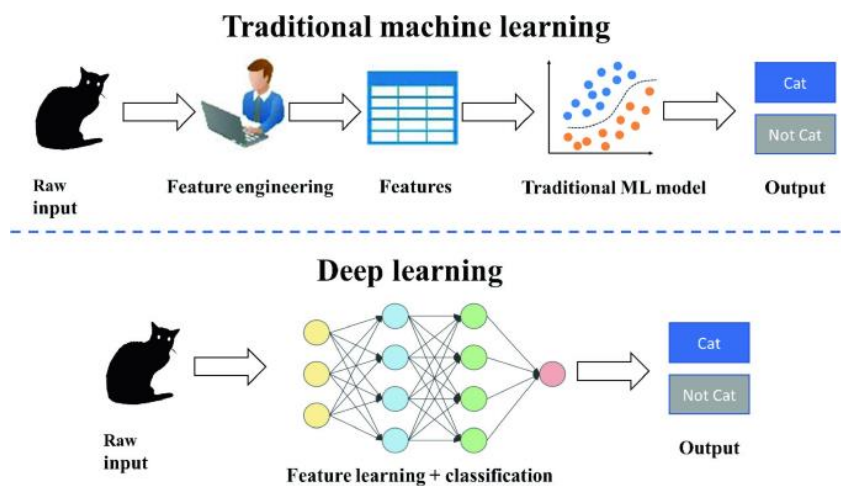 Traditional machine learning
Cat
Not Cat
Raw
input
Feature engineering
Features
Traditional ML model
Output
Deep learning
Cat
Not Cat
Raw
input
Feature learning + classification
Output